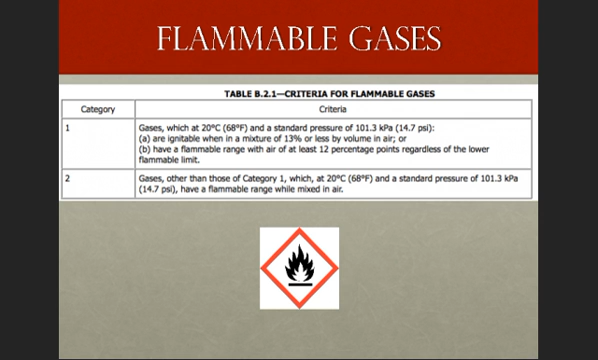 FLAMMABLE GASES
TABLE B.2.1—CRITERIA FOR FLAMMABLE GASES
Category Criteria
1 Gases, which at 20°C (68°F) and a standard pressure of 101.3 kPa (14.7 psi):
(a) are ignitable when in a mixture of 13% or less by volume in air; or
(b) have a flammable range with air of at least 12 percentage points regardless of the lower
flammable limit.
2 Gases, other than those of Category 1, which, at 20°C (68°F) and a standard pressure of 101.3 kPa
(14.7 psi), have a flammable range while mixed in air.